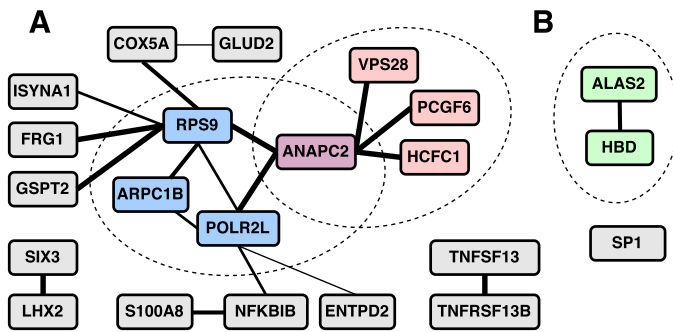 A
B
COX5A
GLUD2
VPS28
ALAS2
ISYNA1
PCGF6
RPS9
FRG1
ANAPC2
HCFC1
HBD
GSPT2
ARPC1B
POLR2L
SP1
SIX3
TNFSF13
LHX2
S100A8
NFKBIB
ENTPD2
TNFRSF13B